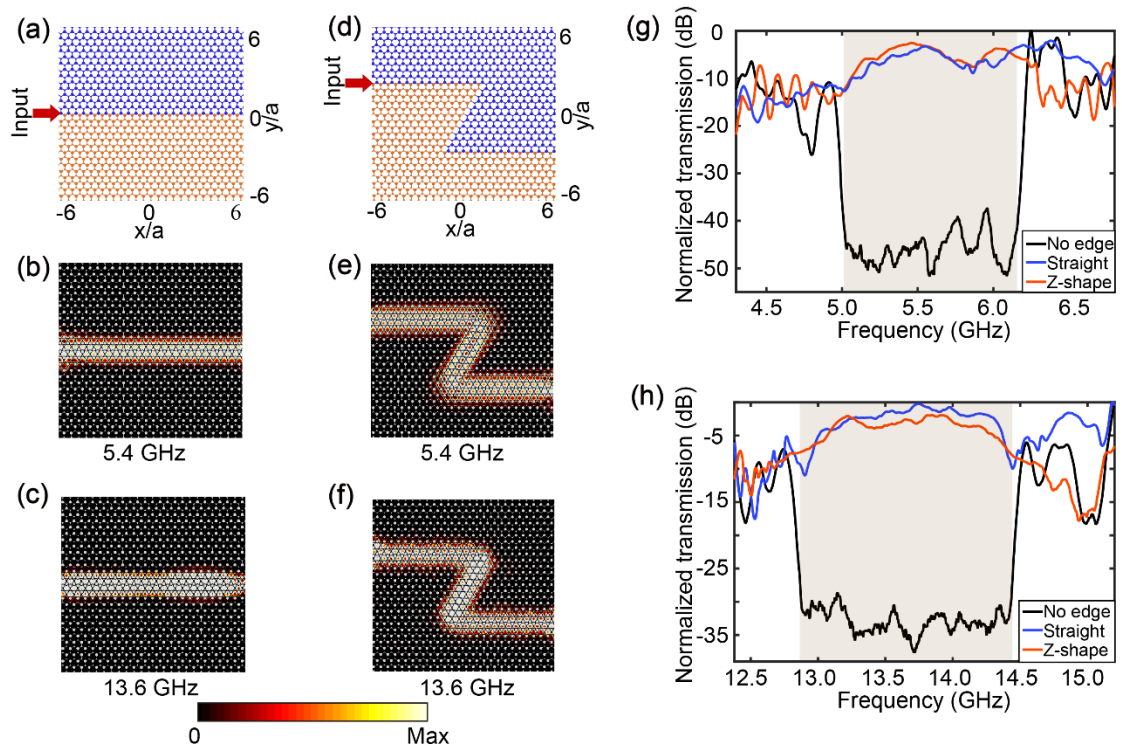 (a)
Input
6
0
-6
y/a
-6 0 6
x/a
(b)
5.4 GHz
(c)
13.6 GHz
(d)
Input
6
0
-6
y/a
-6 0 6
x/a
(e)
5.4 GHz
(f)
13.6 GHz
0 Max
(g)
Normalized transmission (dB)
0
-10
-20
-30
-40
-50
No edge
Straight
Z-shape
4.5 5.0 5.5 6.0 6.5
Frequency (GHz)
(h)
Normalized transmission (dB)
-5
-15
-25
-35
No edge
Straight
Z-shape
12.5 13.0 13.5 14.0 14.5 15.0
Frequency (GHz)